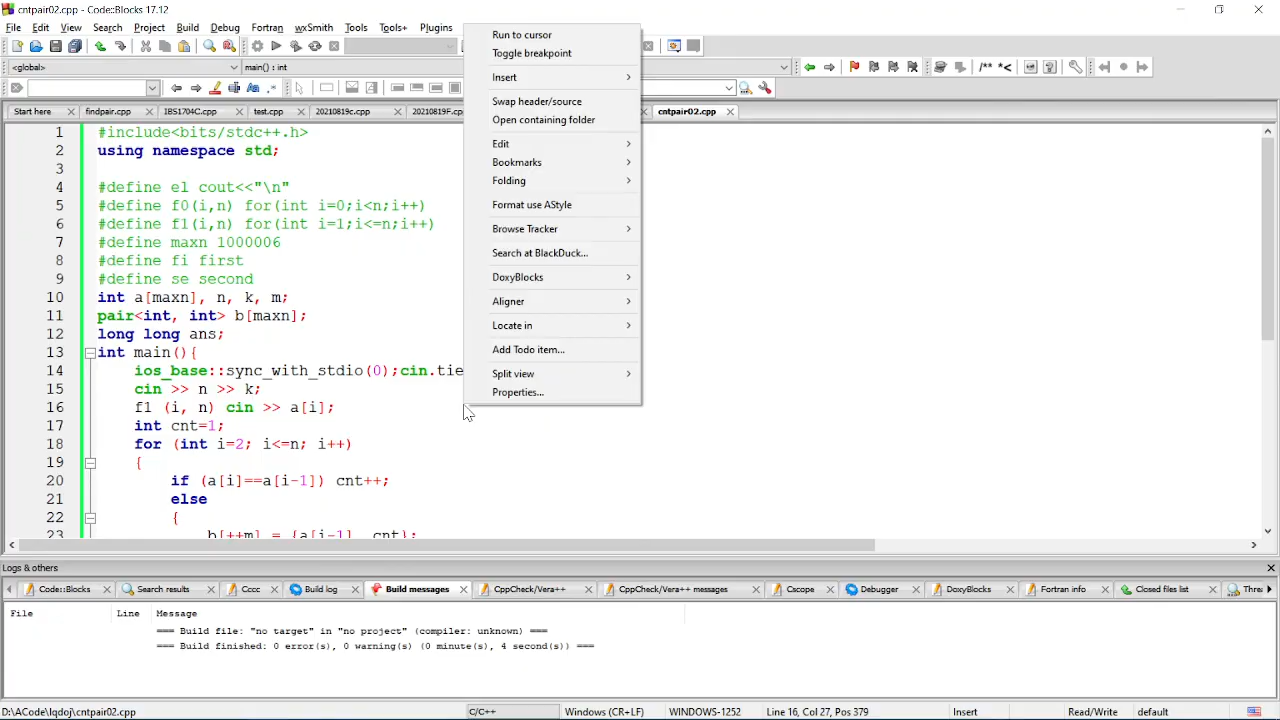 cntpair02.cpp - Code::Blocks 17.12
File Edit View Search Project Build Debug Fortran wxSmith Tools Tools+ Plugins
<global> main() : int
/** *<
Start here findpair.cpp IBS1704C.cpp test.cpp 20210819c.cpp 20210819F.cpp cntpair02.cpp
1 #include<bits/stdc++.h>
2 using namespace std;
3
4 #define el cout<<"\n"
5 #define f0(i,n) for(int i=0;i<n;i++)
6 #define f1(i,n) for(int i=1;i<=n;i++)
7 #define maxn 1000006
8 #define fi first
9 #define se second
10 int a[maxn], n, k, m;
11 pair<int, int> b[maxn];
12 long long ans;
13 int main(){
14 ios_base::sync_with_stdio(0);cin.tie
15 cin >> n >> k;
16 f1 (i, n) cin >> a[i];
17 int cnt=1;
18 for (int i=2; i<=n; i++)
19 {
20 if (a[i]==a[i-1]) cnt++;
21 else
22 {
23 b[++m] = {a[i-1], cnt};
Run to cursor
Toggle breakpoint
Insert
Swap header/source
Open containing folder
Edit
Bookmarks
Folding
Format use AStyle
Browse Tracker
Search at BlackDuck...
DoxyBlocks
Aligner
Locate in
Add Todo item...
Split view
Properties...
Logs & others
Code::Blocks Search results Cccc Build log Build messages CppCheck/Vera++ CppCheck/Vera++ messages Cscope Debugger DoxyBlocks Fortran info Closed files list Threa
File Line Message
=== Build file: "no target" in "no project" (compiler: unknown) ===
=== Build finished: 0 error(s), 0 warning(s) (0 minute(s), 4 second(s)) ===
D:\ACode\lqdoj\cntpair02.cpp C/C++ Windows (CR+LF) WINDOWS-1252 Line 16, Col 27, Pos 379 Insert Read/Write default